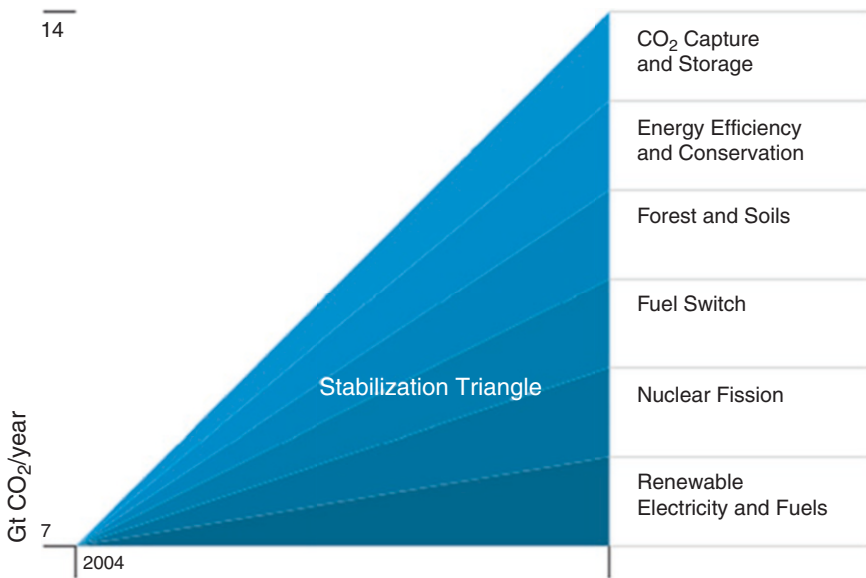 14
CO₂ Capture
and Storage
Energy Efficiency
and Conservation
Forest and Soils
Fuel Switch
Stabilization Triangle
Nuclear Fission
Renewable
Electricity and Fuels
Gt CO₂/year
7
2004